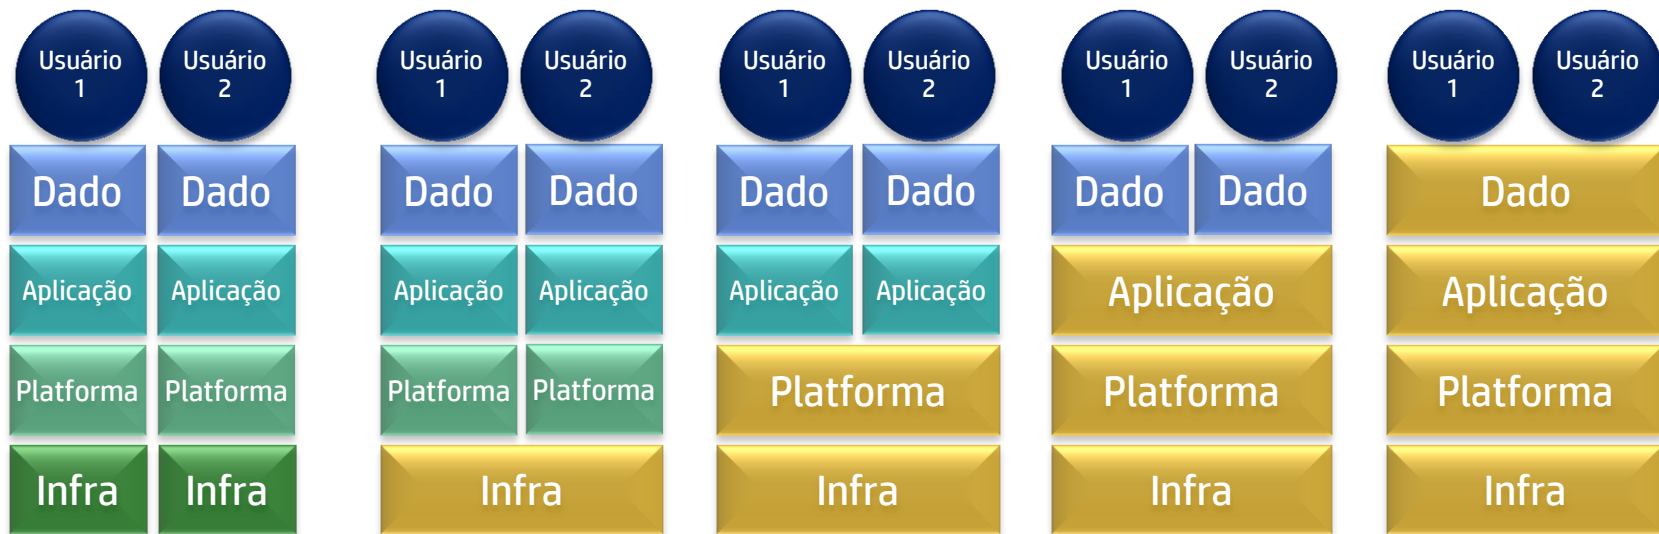 Usuário
1
Usuário
2
Usuário
1
Usuário
2
Usuário
1
Usuário
2
Usuário
1
Usuário
2
Usuário
1
Usuário
2
Dado Dado Dado Dado Dado Dado Dado Dado Dado
Aplicação Aplicação Aplicação Aplicação Aplicação Aplicação Aplicação Aplicação
Platforma Platforma Platforma Platforma Platforma Platforma Platforma
Infra Infra Infra Infra Infra Infra